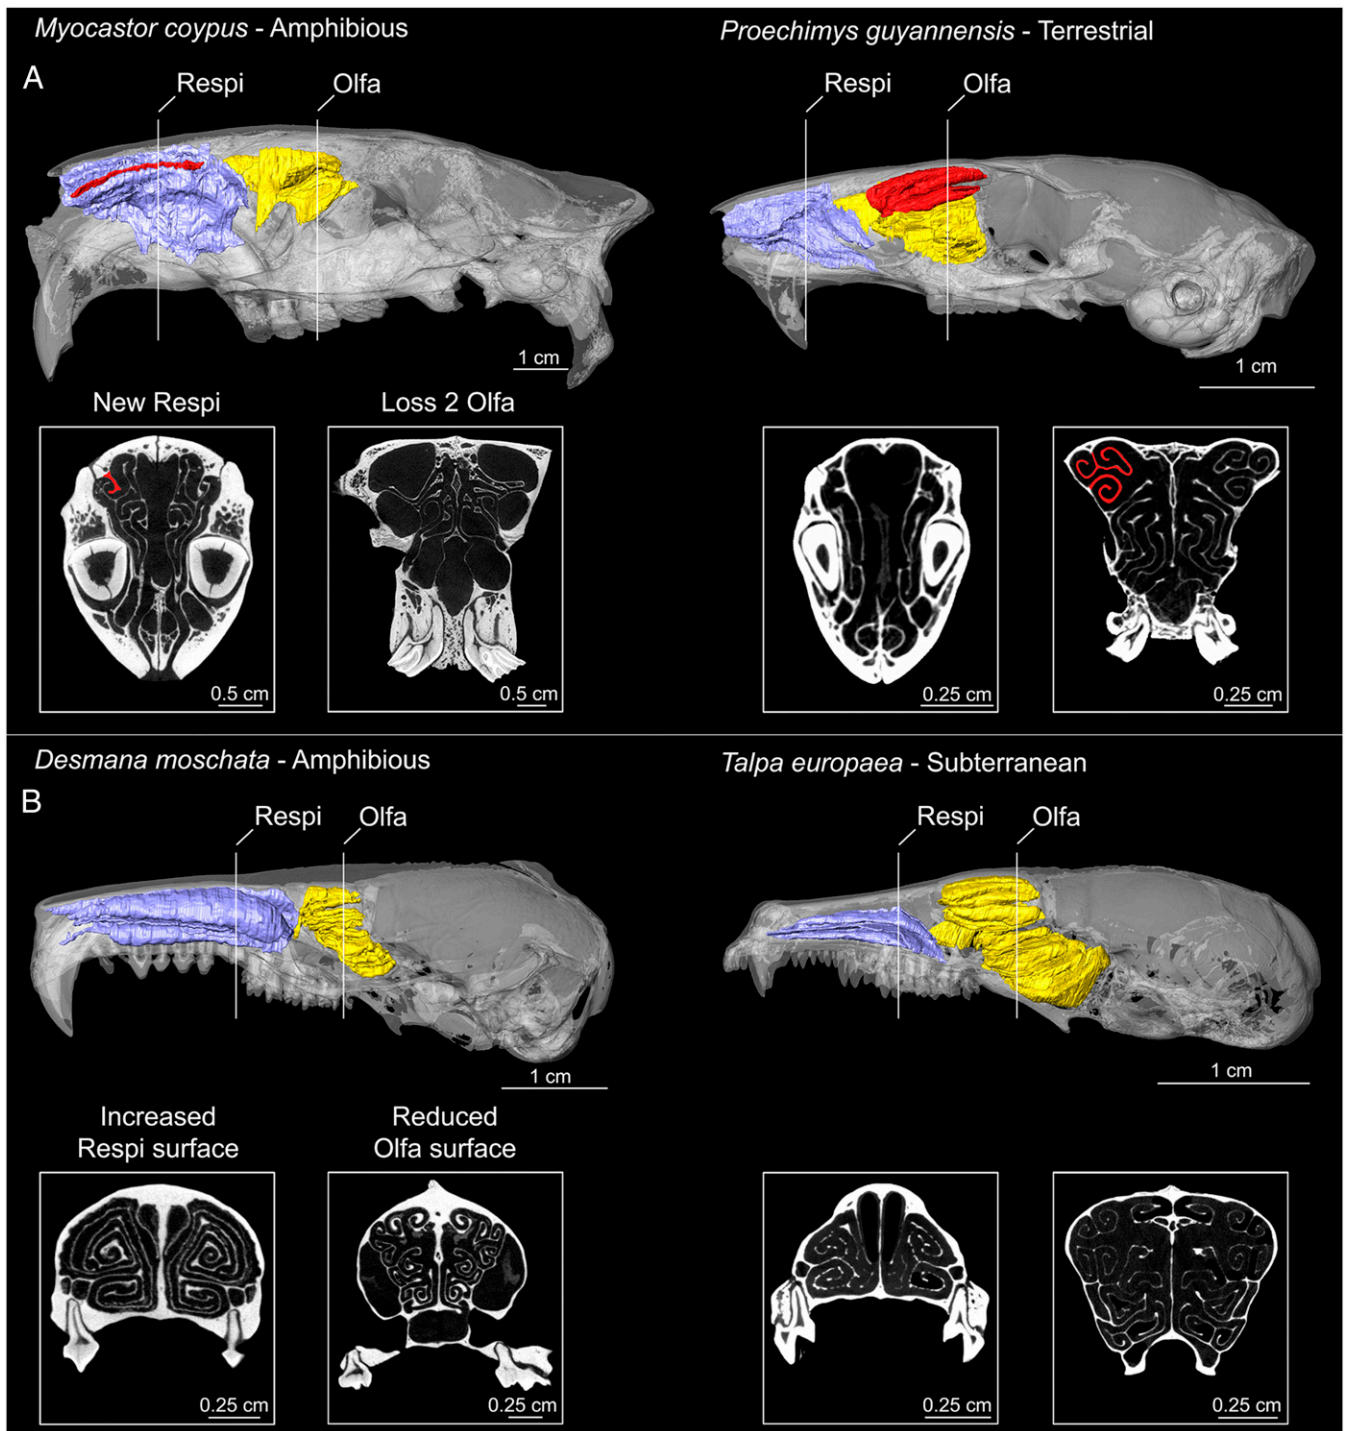 Myocastor coypus - Amphibious
Proechimys guyannensis - Terrestrial
A
Respi
Olfa
Respi
Olfa
1 cm
1 cm
New Respi
Loss 2 Olfa
0.5 cm
0.5 cm
0.25 cm
0.25 cm
Desmana moschata - Amphibious
Talpa europaea - Subterranean
B
Respi
Olfa
Respi
Olfa
1 cm
1 cm
Increased
Respi surface
Reduced
Olfa surface
0.25 cm
0.25 cm
0.25 cm
0.25 cm